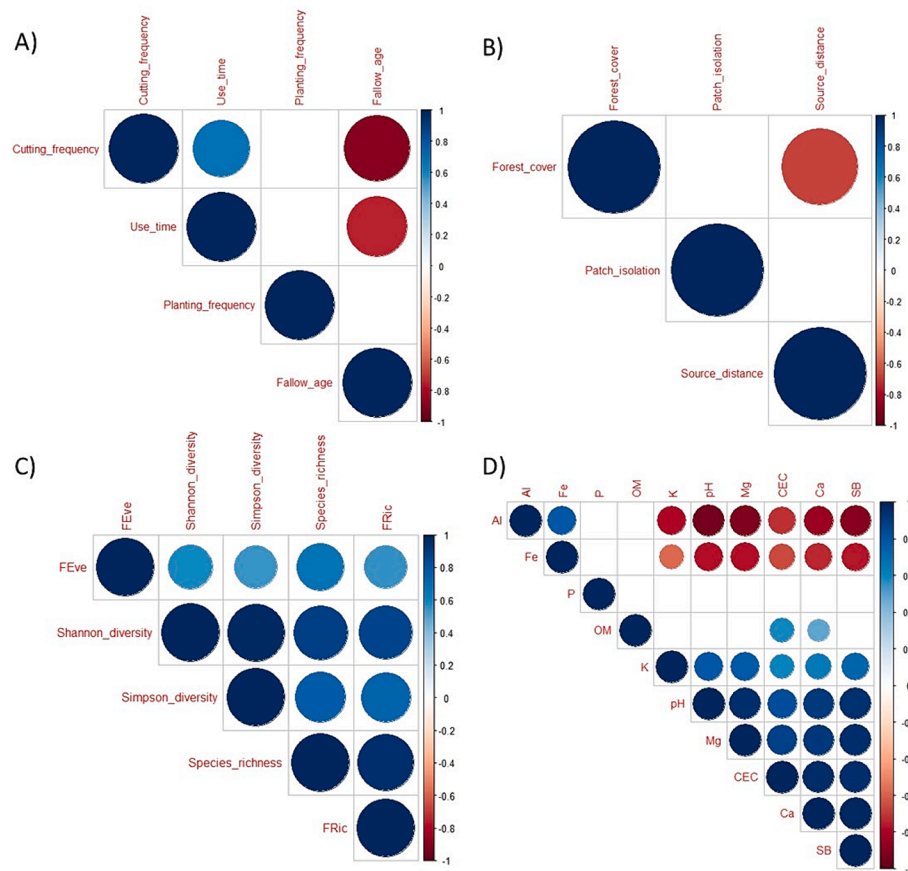 A)
Cutting_frequency
Use_time
Planting_frequency
Fallow_age
Cutting_frequency
Use_time
Planting_frequency
Fallow_age
1
0.8
0.6
0.4
0.2
0
-0.2
-0.4
-0.6
-0.8
-1
B)
Forest_cover
Patch_isolation
Source_distance
Forest_cover
Patch_isolation
Source_distance
1
0.8
0.6
0.4
0.2
0
-0.2
-0.4
-0.6
-0.8
-1
C)
FEve
Shannon_diversity
Simpson_diversity
Species_richness
FRic
FEve
Shannon_diversity
Simpson_diversity
Species_richness
FRic
1
0.8
0.6
0.4
0.2
0
-0.2
-0.4
-0.6
-0.8
-1
D)
Al
Fe
P
OM
K
pH
Mg
CEC
Ca
SB
Al
Fe
P
OM
K
pH
Mg
CEC
Ca
SB